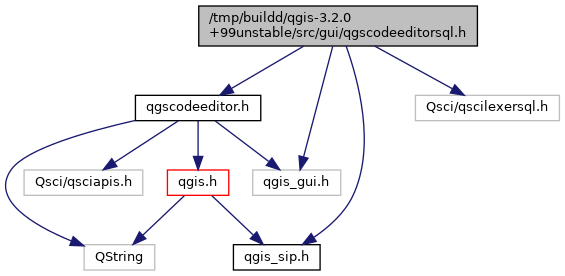 /tmp/buildd/qgis-3.2.0
+99unstable/src/gui/qgscodeeditorsql.h
qgscodeeditor.h
Qsci/qscilexersql.h
Qsci/qsciapis.h
qgis.h
qgis_gui.h
QString
qgis_sip.h